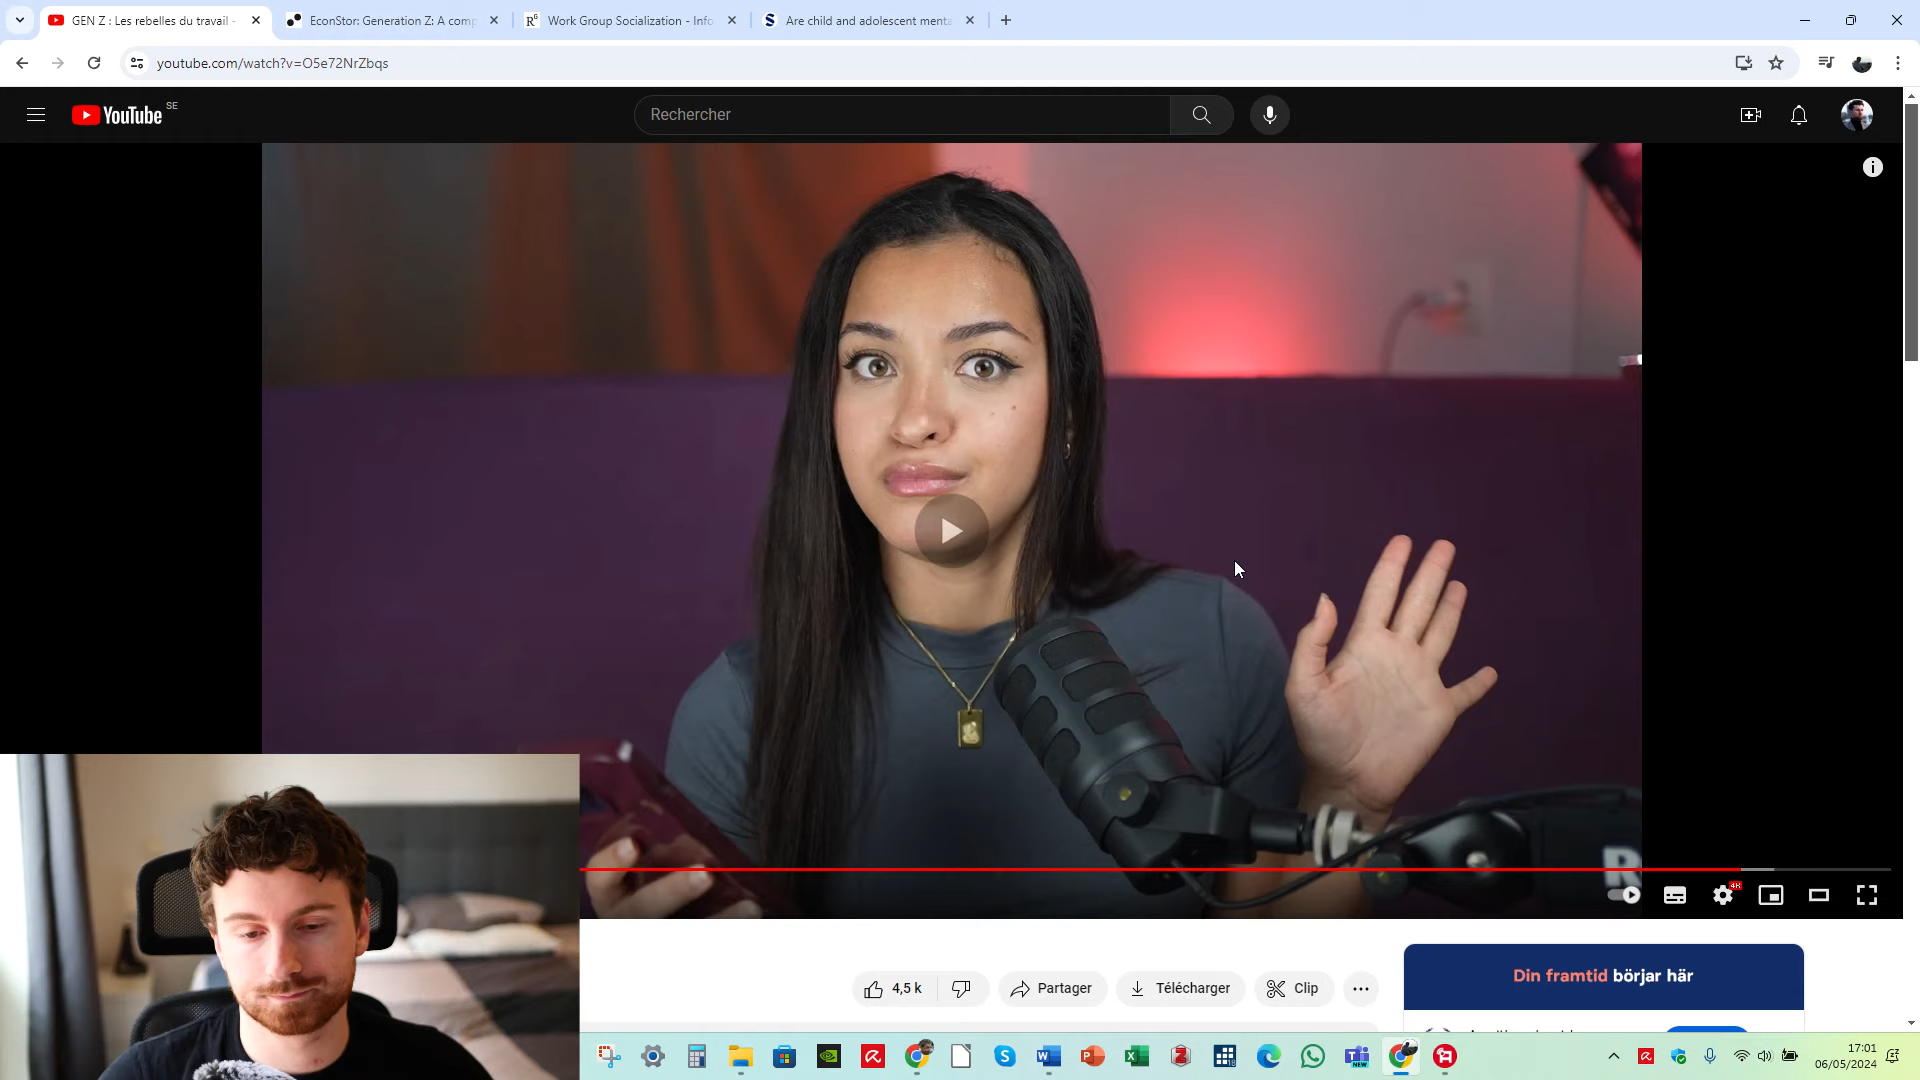 GEN Z : Les rebelles du travail -
EconStor: Generation Z: A comp
Work Group Socialization - Info
Are child and adolescent menta
youtube.com/watch?v=O5e72NrZbqs
YouTube SE
Rechercher
R
4K
4,5 k
Partager
Télécharger
Clip
Din framtid börjar här
17:01
06/05/2024